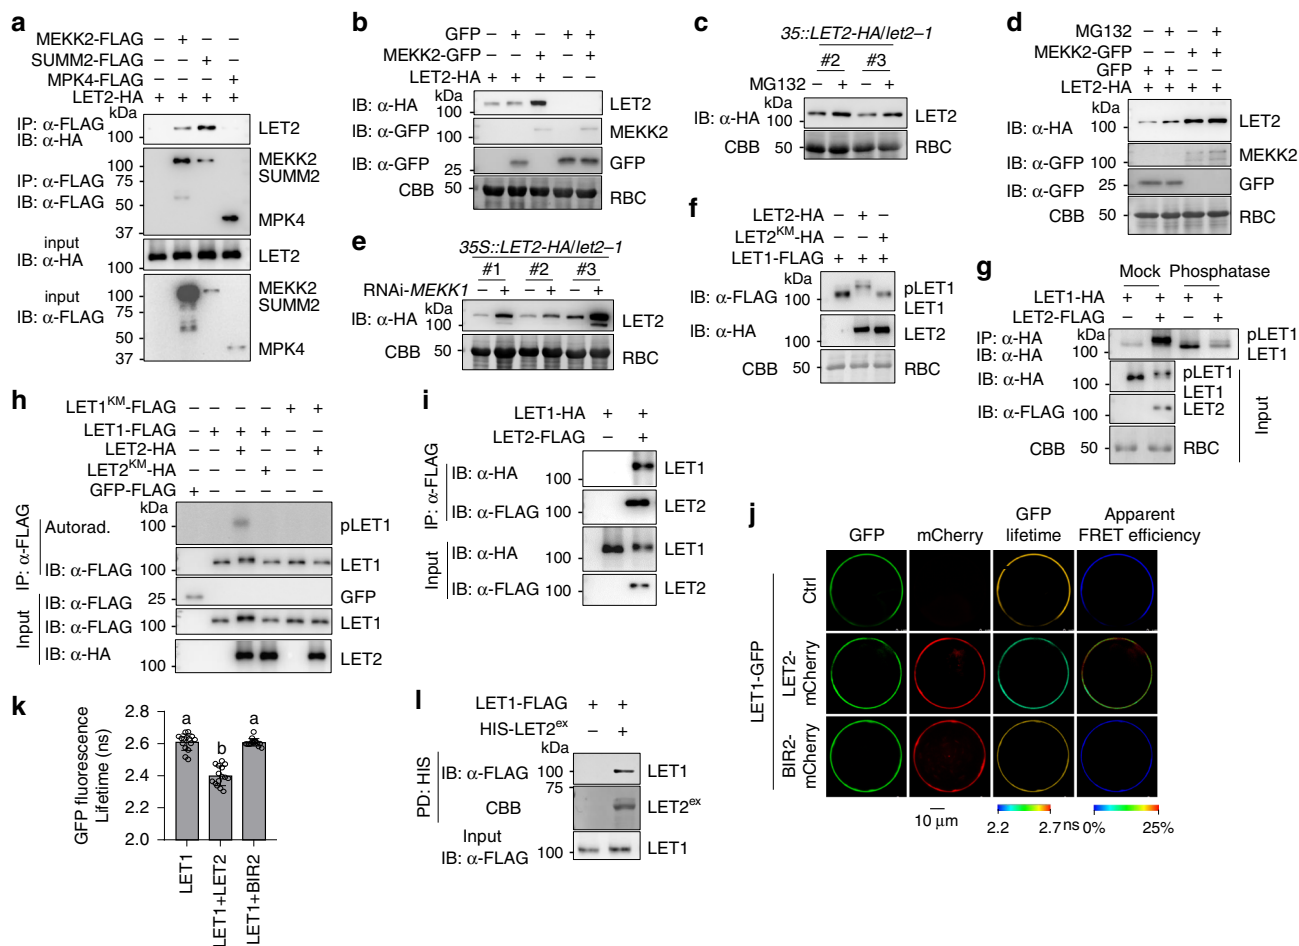 a
MEKK2-FLAG – + – –
SUMM2-FLAG – – + –
MPK4-FLAG – – – +
LET2-HA + + + +
kDa
IP: α-FLAG
IB: α-HA
100
LET2
IP: α-FLAG
IB: α-FLAG
100
75
50
37
MEKK2
SUMM2
MPK4
input
IB: α-HA
100
LET2
input
IB: α-FLAG
100
75
50
37
MEKK2
SUMM2
MPK4
b
GFP – + – + +
MEKK2-GFP – – + – +
LET2-HA + + + – –
kDa
IB: α-HA 100 LET2
IB: α-GFP 100 MEKK2
IB: α-GFP 25 GFP
CBB 50 RBC
c
35::LET2-HA/let2–1
#2 #3
MG132 – + – +
kDa
IB: α-HA 100 LET2
CBB 50 RBC
d
MG132 – + – +
MEKK2-GFP – – + +
GFP + + – –
LET2-HA + + + +
kDa
IB: α-HA 100 LET2
IB: α-GFP 100 MEKK2
IB: α-GFP 25 GFP
CBB 50 RBC
e
35S::LET2-HA/let2–1
#1 #2 #3
RNAi-MEKK1 – + – + – +
kDa
IB: α-HA 100 LET2
CBB 50 RBC
f
LET2-HA – + –
LET2KM-HA – – +
LET1-FLAG + + +
kDa
IB: α-FLAG 100 pLET1
LET1
IB: α-HA 100 LET2
CBB 50 RBC
g
Mock Phosphatase
LET1-HA + + + +
LET2-FLAG – + – +
kDa
IP: α-HA
IB: α-HA
100
pLET1
LET1
IB: α-HA 100 pLET1
LET1
IB: α-FLAG 100 LET2
CBB 50 RBC
Input
h
LET1KM-FLAG – – – – + +
LET1-FLAG – + + + – –
LET2-HA – – + – – +
LET2KM-HA – – – + – –
GFP-FLAG + – – – – –
kDa
IP: α-FLAG
Autorad. 100 pLET1
IB: α-FLAG 100 LET1
Input
IB: α-FLAG 25 GFP
IB: α-FLAG 100 LET1
IB: α-HA 100 LET2
i
LET1-HA + +
LET2-FLAG – +
IP: α-FLAG
IB: α-HA 100 LET1
IB: α-FLAG 100 LET2
Input
IB: α-HA 100 LET1
IB: α-FLAG 100 LET2
j
GFP mCherry GFP lifetime Apparent FRET efficiency
LET1-GFP
Ctrl
LET2-mCherry
BIR2-mCherry
10 μm
2.2 2.7 ns 0% 25%
k
GFP fluorescence
Lifetime (ns)
2.8
2.6
2.4
2.2
2.0
a b a
LET1
LET1+LET2
LET1+BIR2
l
LET1-FLAG + +
HIS-LET2ex – +
kDa
PD: HIS
IB: α-FLAG 100 LET1
75
CBB LET2ex
Input
IB: α-FLAG 100 LET1